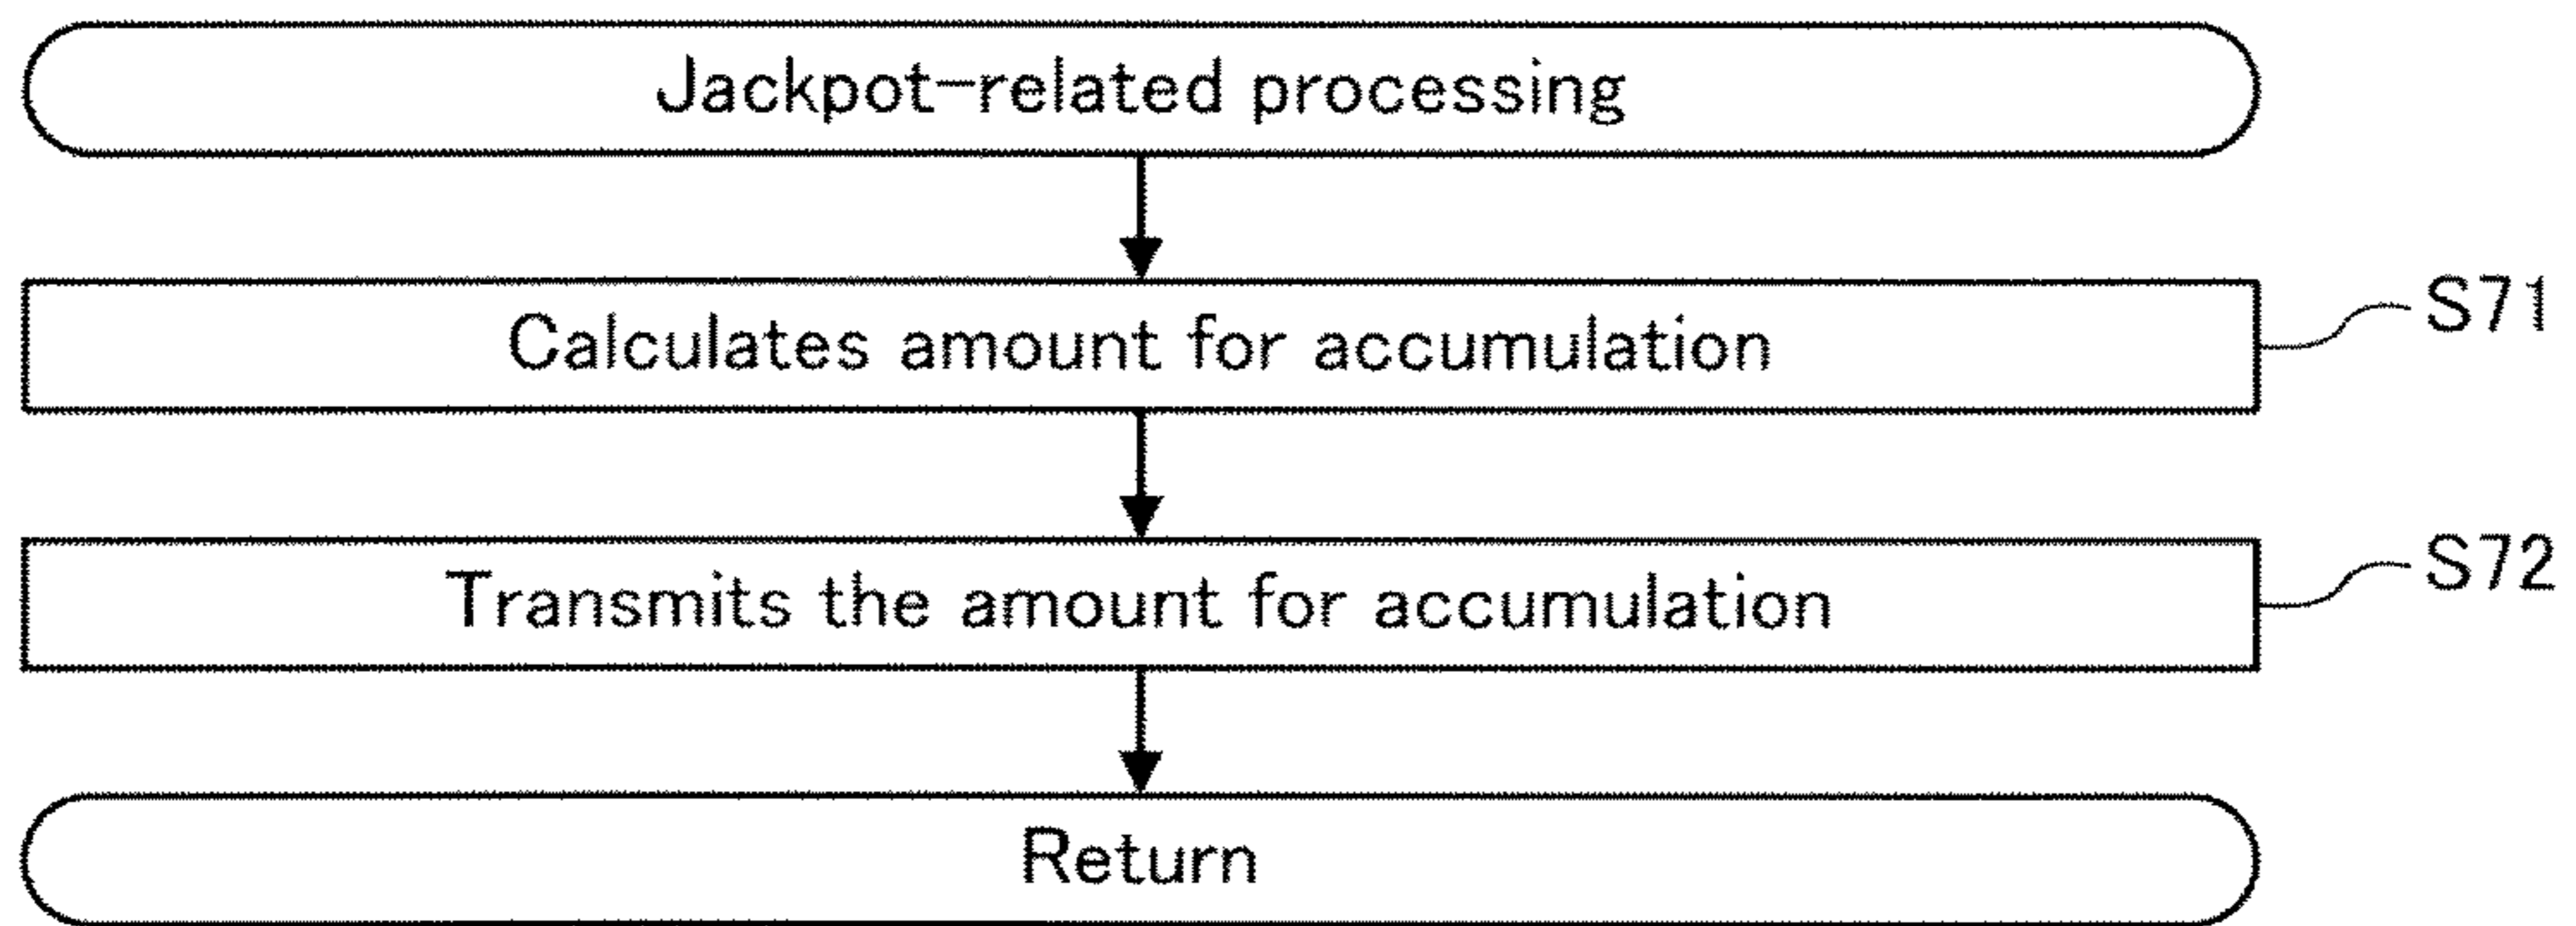 Jackpot-related processing
Calculates amount for accumulation
S71
Transmits the amount for accumulation
S72
Return